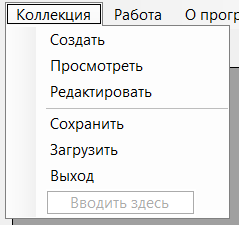 Коллекция Работа О прогр
Создать
Просмотреть
Редактировать
Сохранить
Загрузить
Выход
Вводить здесь